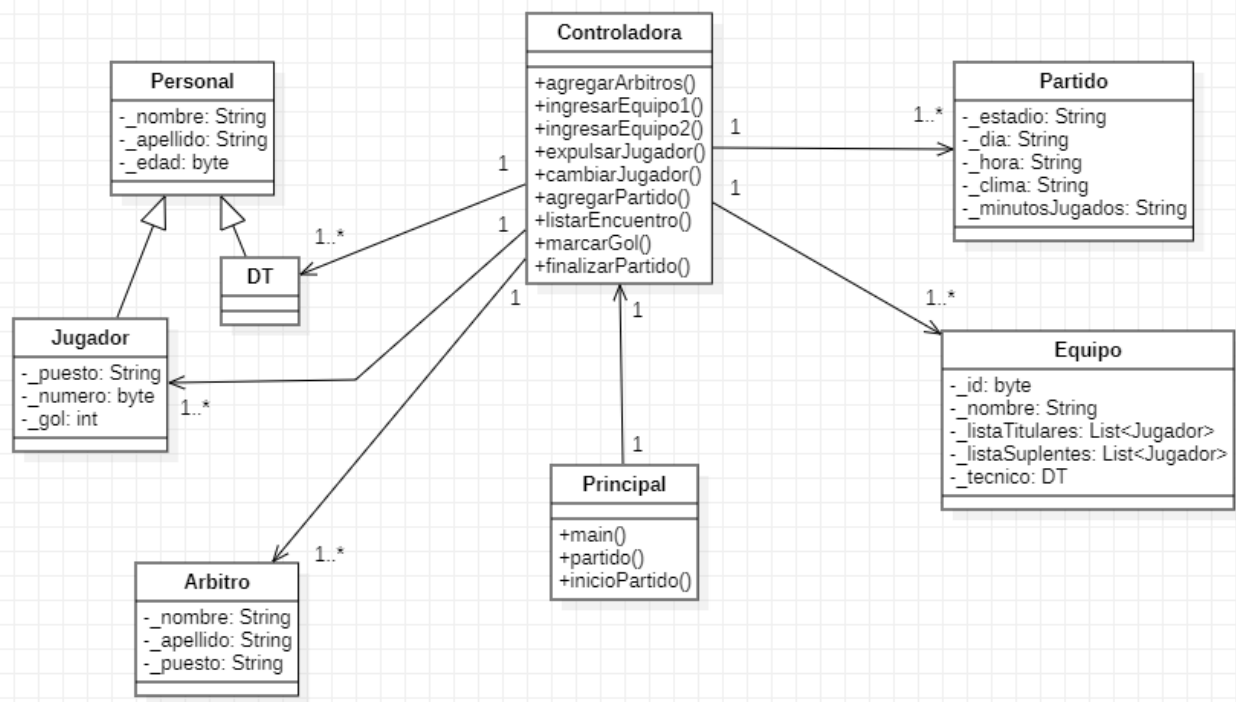 Controladora
+agregarArbitros()
+ingresarEquipo1()
+ingresarEquipo2()
+expulsarJugador()
+cambiarJugador()
+agregarPartido()
+listarEncuentro()
+marcarGol()
+finalizarPartido()
Personal
-_nombre: String
-_apellido: String
-_edad: byte
Partido
-_estadio: String
-_dia: String
-_hora: String
-_clima: String
-_minutosJugados: String
1
1..*
1
1..*
1
1..*
1
1..*
1
1..*
1
1
DT
Jugador
-_puesto: String
-_numero: byte
-_gol: int
Equipo
-_id: byte
-_nombre: String
-_listaTitulares: List<Jugador>
-_listaSuplentes: List<Jugador>
-_tecnico: DT
Principal
+main()
+partido()
+inicioPartido()
Arbitro
-_nombre: String
-_apellido: String
-_puesto: String